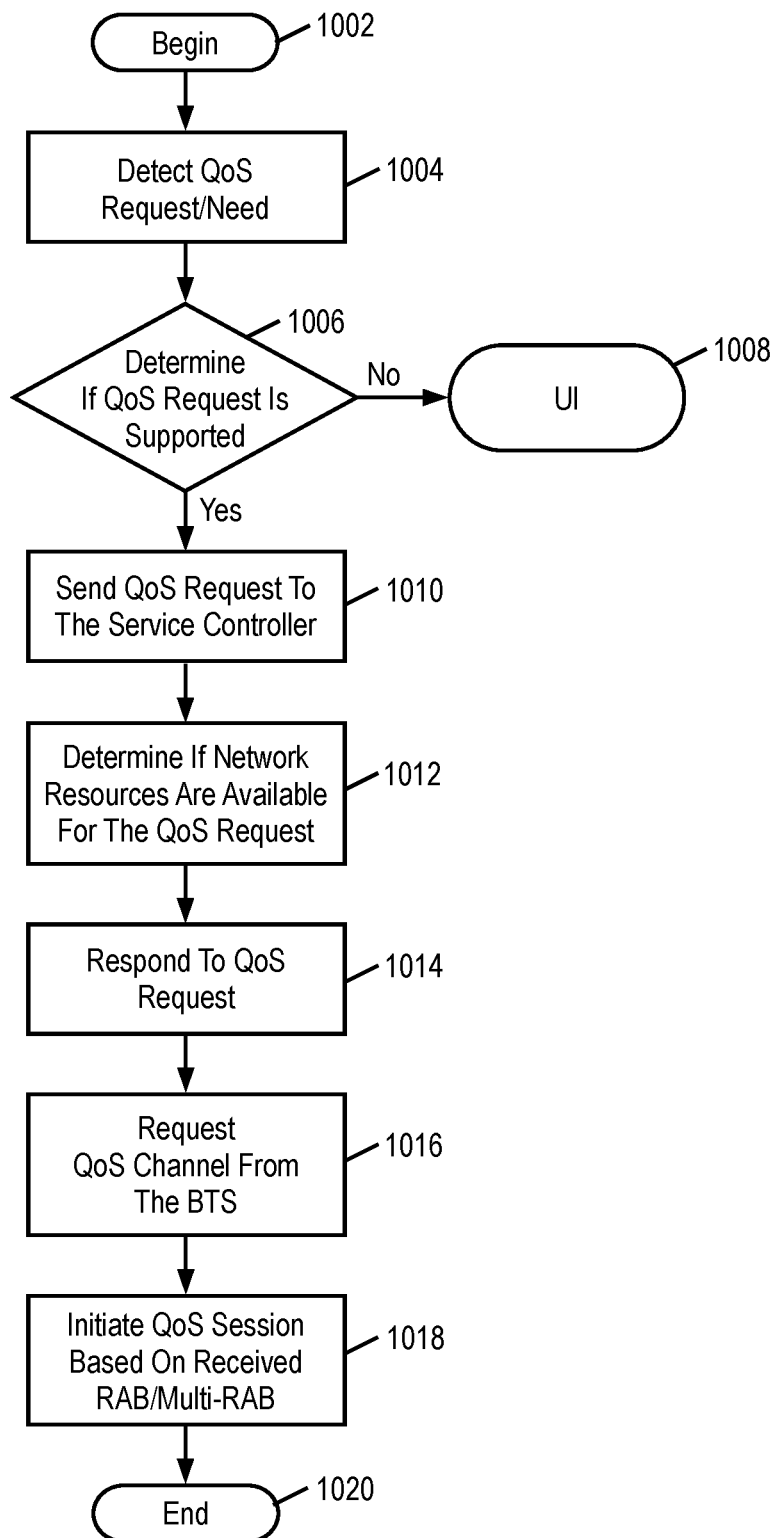 Begin
1002
Detect QoS
Request/Need
1004
1006
Determine
If QoS Request Is
Supported
No
UI
1008
Yes
Send QoS Request To
The Service Controller
1010
Determine If Network
Resources Are Available
For The QoS Request
1012
Respond To QoS
Request
1014
Request
QoS Channel From
The BTS
1016
Initiate QoS Session
Based On Received
RAB/Multi-RAB
1018
End
1020